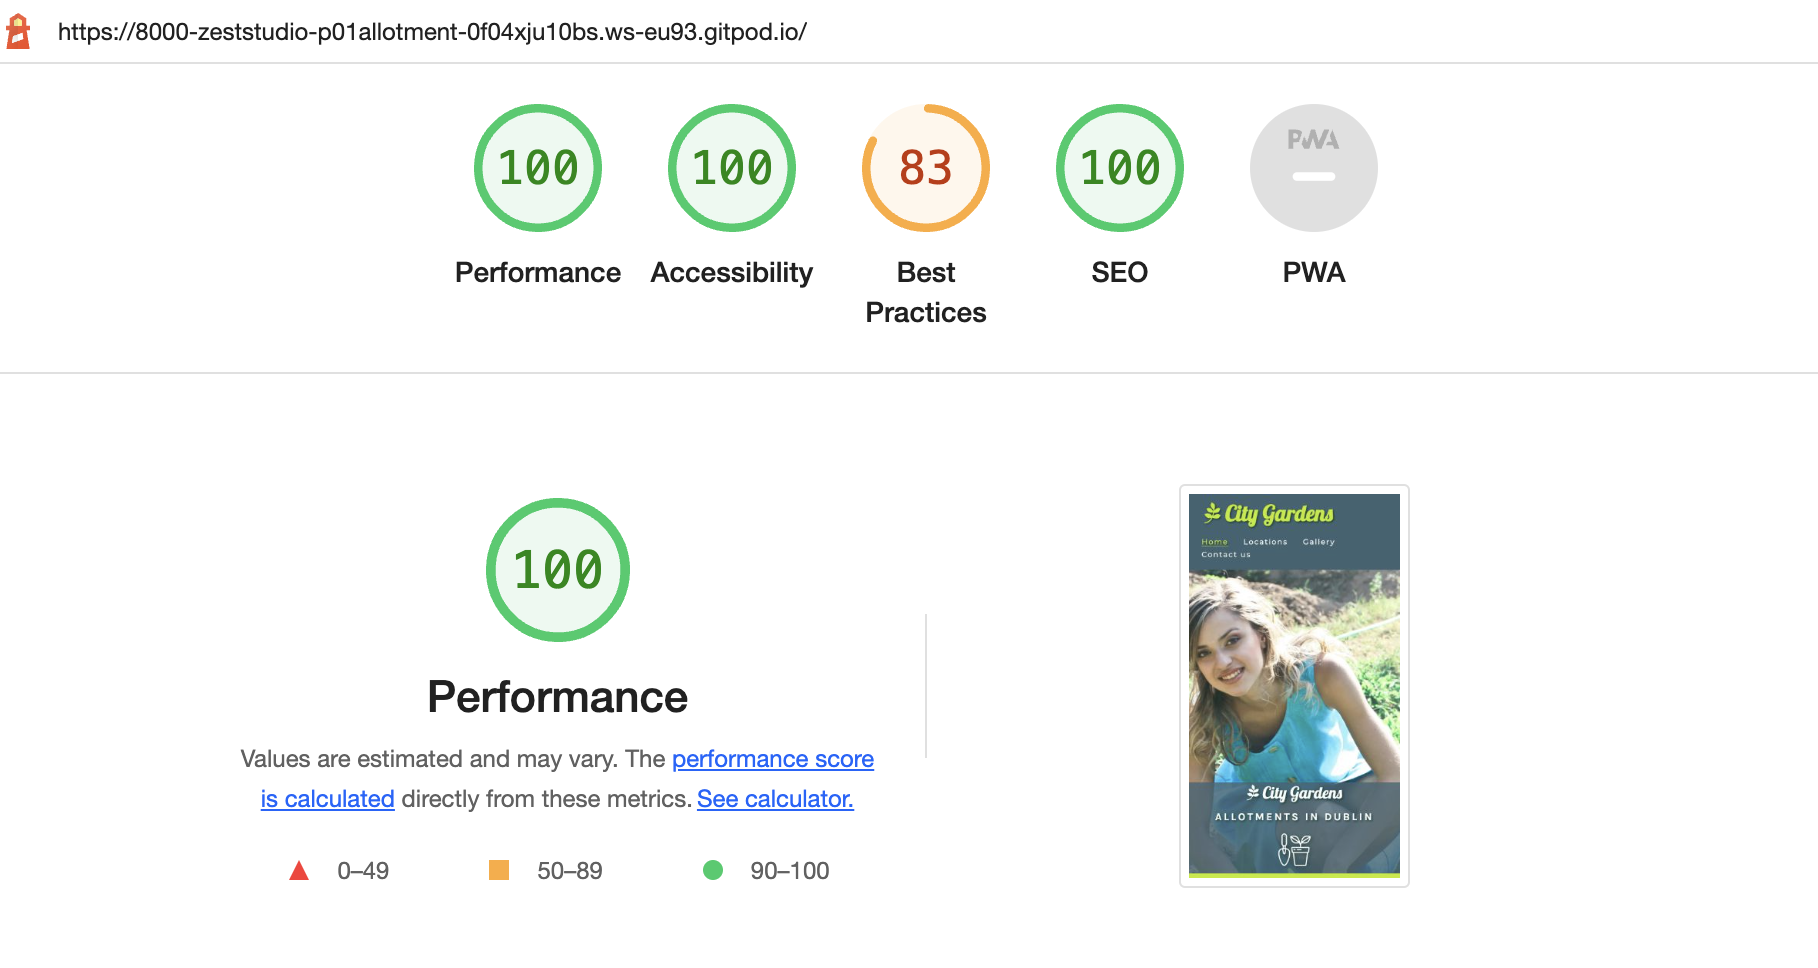 https://8000-zeststudio-p01allotment-0f04xju10bs.ws-eu93.gitpod.io/
100
100
83
100
PWA
Performance
Accessibility
Best
Practices
SEO
PWA
100
Performance
Values are estimated and may vary. The performance score
is calculated directly from these metrics. See calculator.
0–49
50–89
90–100
City Gardens
Home Locations Gallery
Contact us
City Gardens
ALLOTMENTS IN DUBLIN